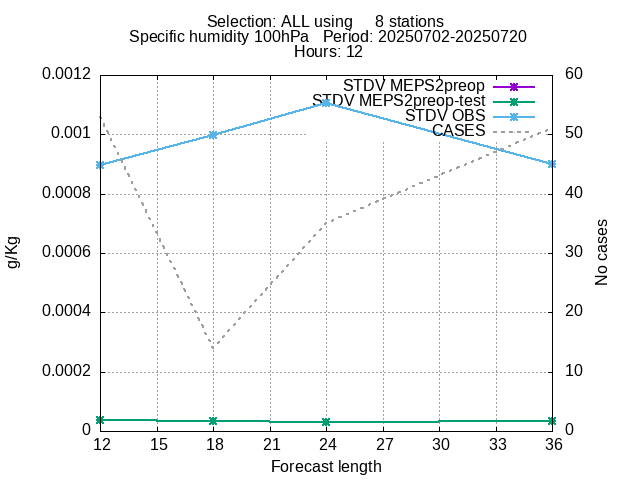 Selection: ALL using     8 stations
Specific humidity 100hPa   Period: 20250702-20250720
Hours: 12
STDV MEPS2preop
STDV MEPS2preop-test
STDV OBS
CASES
0.0012
0.001
0.0008
0.0006
0.0004
0.0002
0
60
50
40
30
20
10
0
g/Kg
No cases
12 15 18 21 24 27 30 33 36
Forecast length